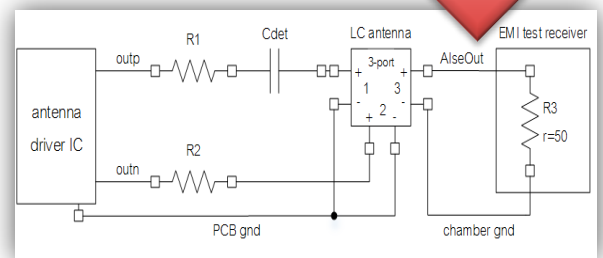 R1
Cdet
LC antenna
EMI test receiver
outp
3-port
AlseOut
+ +
1 3
- -
2
+ -
antenna
driver IC
R3
r=50
R2
outn
PCB gnd
chamber gnd